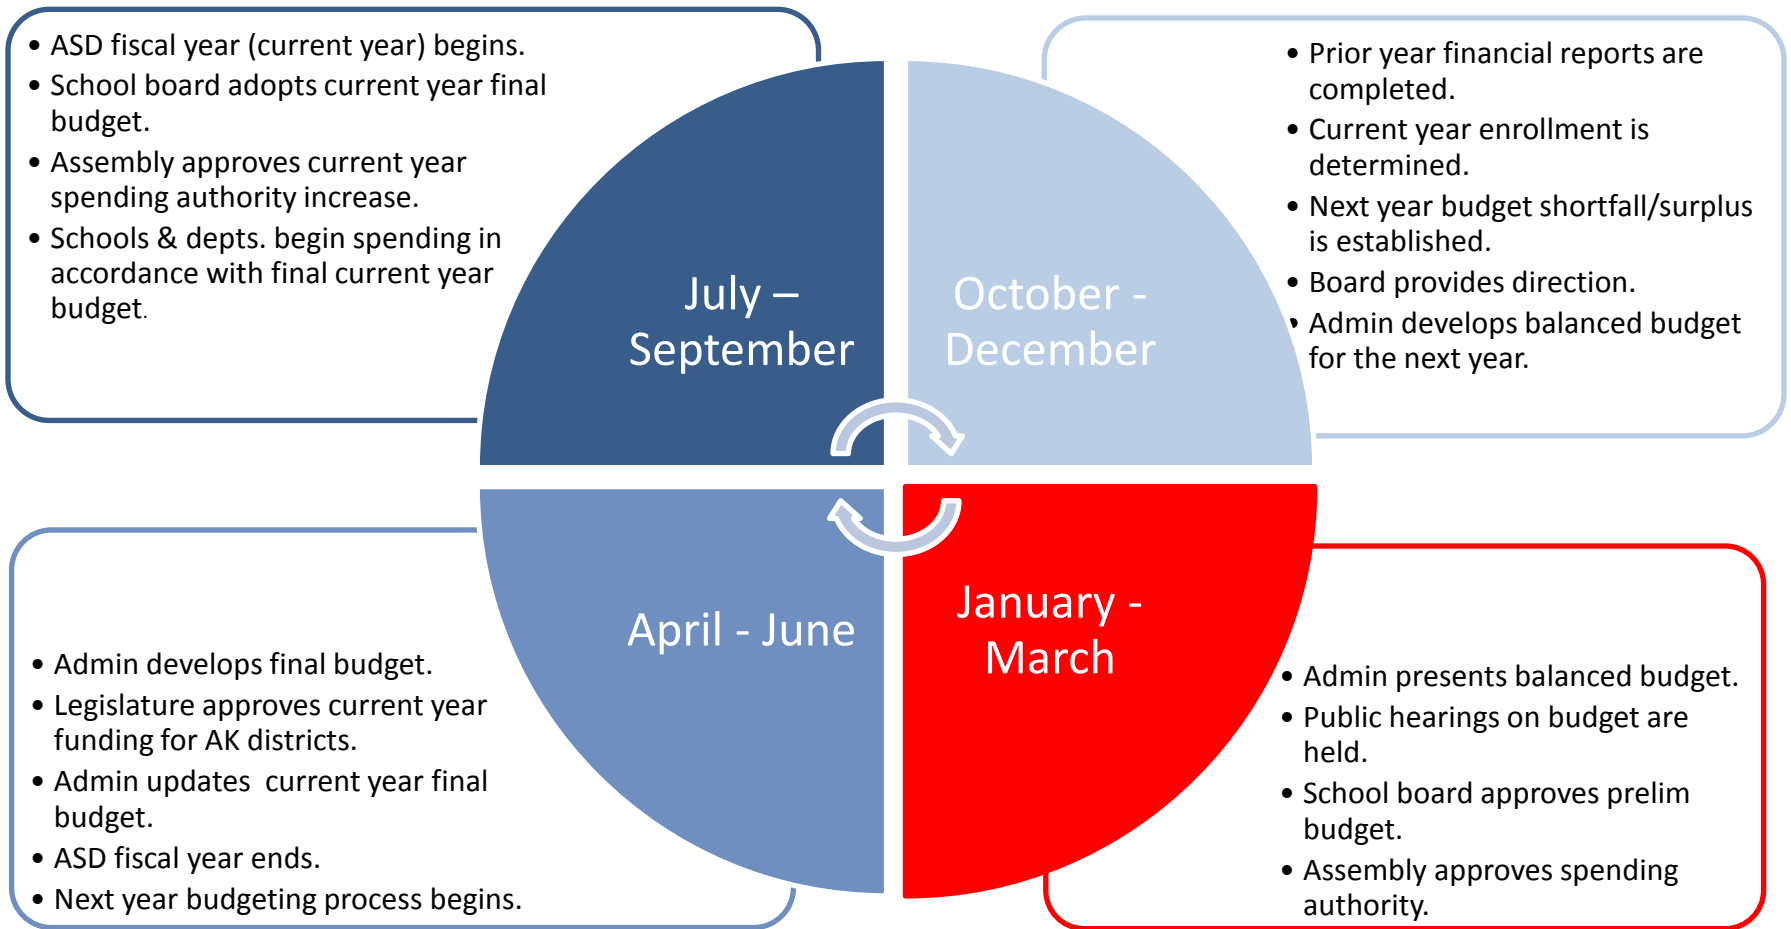 • ASD fiscal year (current year) begins.
• School board adopts current year final
budget.
• Assembly approves current year
spending authority increase.
• Schools & depts. begin spending in
accordance with final current year
budget.
July –
September
October -
December
• Prior year financial reports are
completed.
• Current year enrollment is
determined.
• Next year budget shortfall/surplus
is established.
• Board provides direction.
• Admin develops balanced budget
for the next year.
April - June
• Admin develops final budget.
• Legislature approves current year
funding for AK districts.
• Admin updates  current year final
budget.
• ASD fiscal year ends.
• Next year budgeting process begins.
January -
March
• Admin presents balanced budget.
• Public hearings on budget are
held.
• School board approves prelim
budget.
• Assembly approves spending
authority.